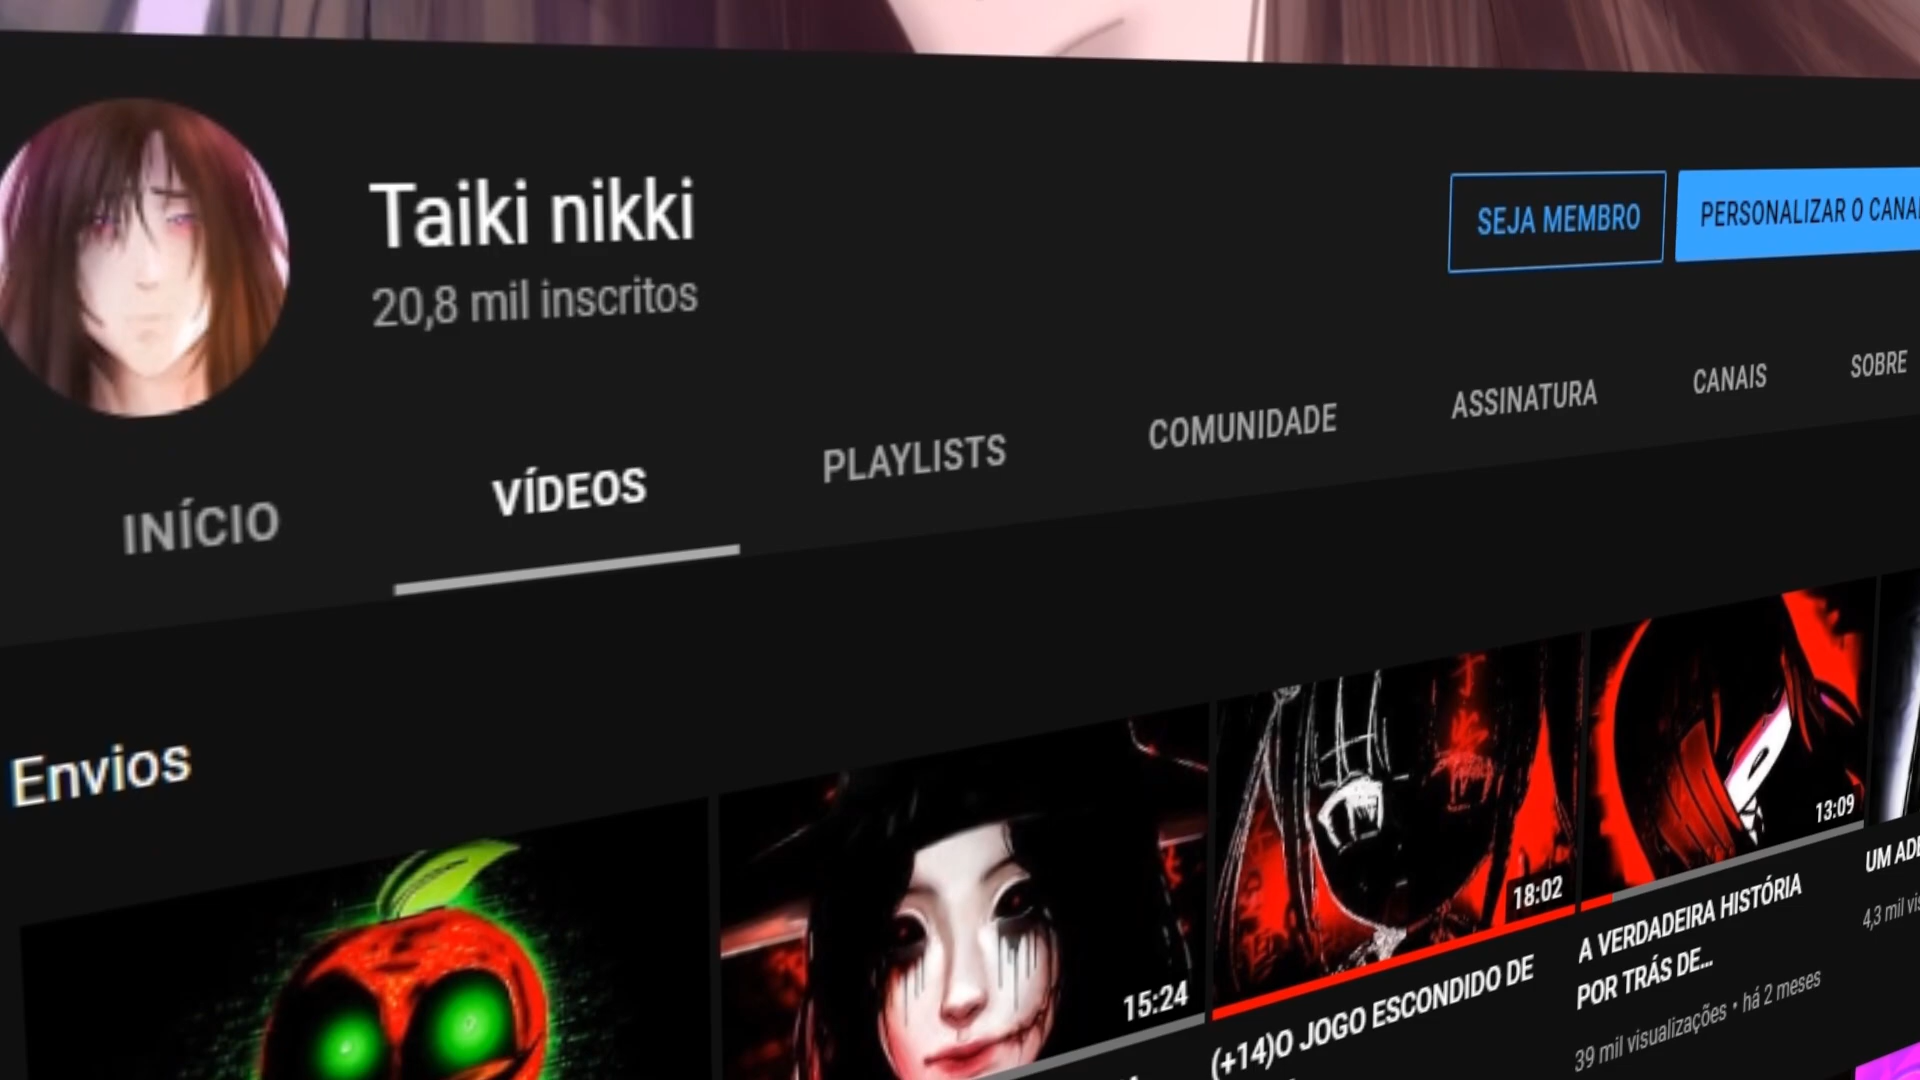 Taiki nikki
20,8 mil inscritos
SEJA MEMBRO
PERSONALIZAR O CANAL
INÍCIO
VÍDEOS
PLAYLISTS
COMUNIDADE
ASSINATURA
CANAIS
SOBRE
Envios
15:24
18:02
13:09
(+14)O JOGO ESCONDIDO DE
A VERDADEIRA HISTÓRIA
POR TRÁS DE...
39 mil visualizações • há 2 meses
UM ADE
4,3 mil vis